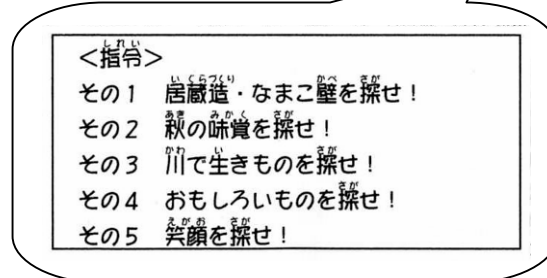 <指令>
その1 居蔵造・なまこ壁を探せ！
その2 秋の味覚を探せ！
その3 川で生きものを探せ！
その4 おもしろいものを探せ！
その5 笑顔を探せ！